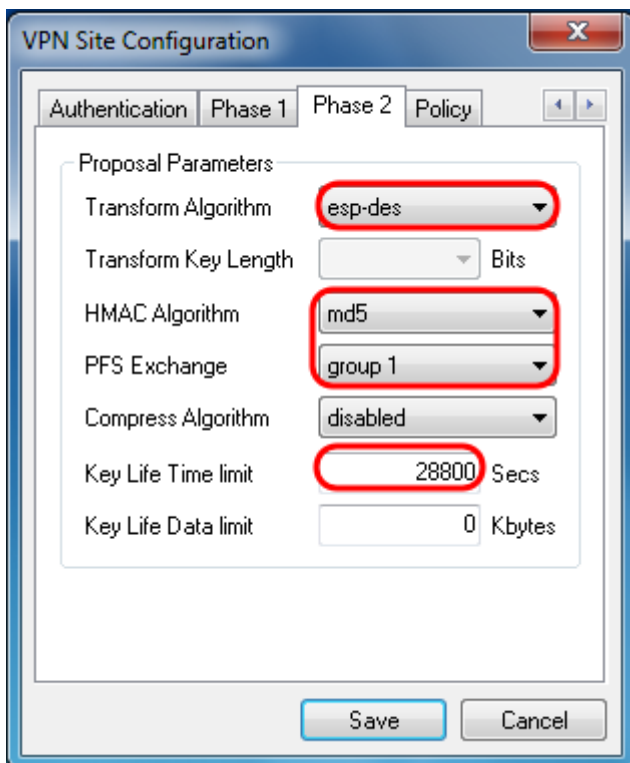 VPN Site Configuration
Authentication Phase 1 Phase 2 Policy
Proposal Parameters
Transform Algorithm esp-des
Transform Key Length Bits
HMAC Algorithm md5
PFS Exchange group 1
Compress Algorithm disabled
Key Life Time limit 28800 Secs
Key Life Data limit 0 Kbytes
Save Cancel